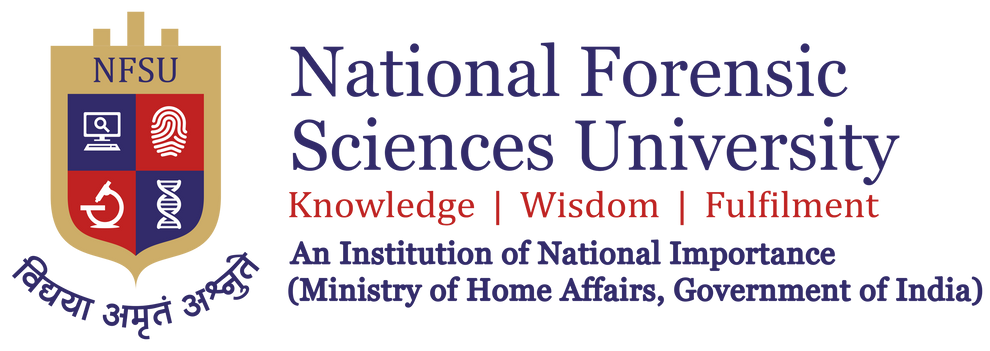 NFSU
विद्यया अमृतं अश्नुते
National Forensic
Sciences University
Knowledge | Wisdom | Fulfilment
An Institution of National Importance
(Ministry of Home Affairs, Government of India)